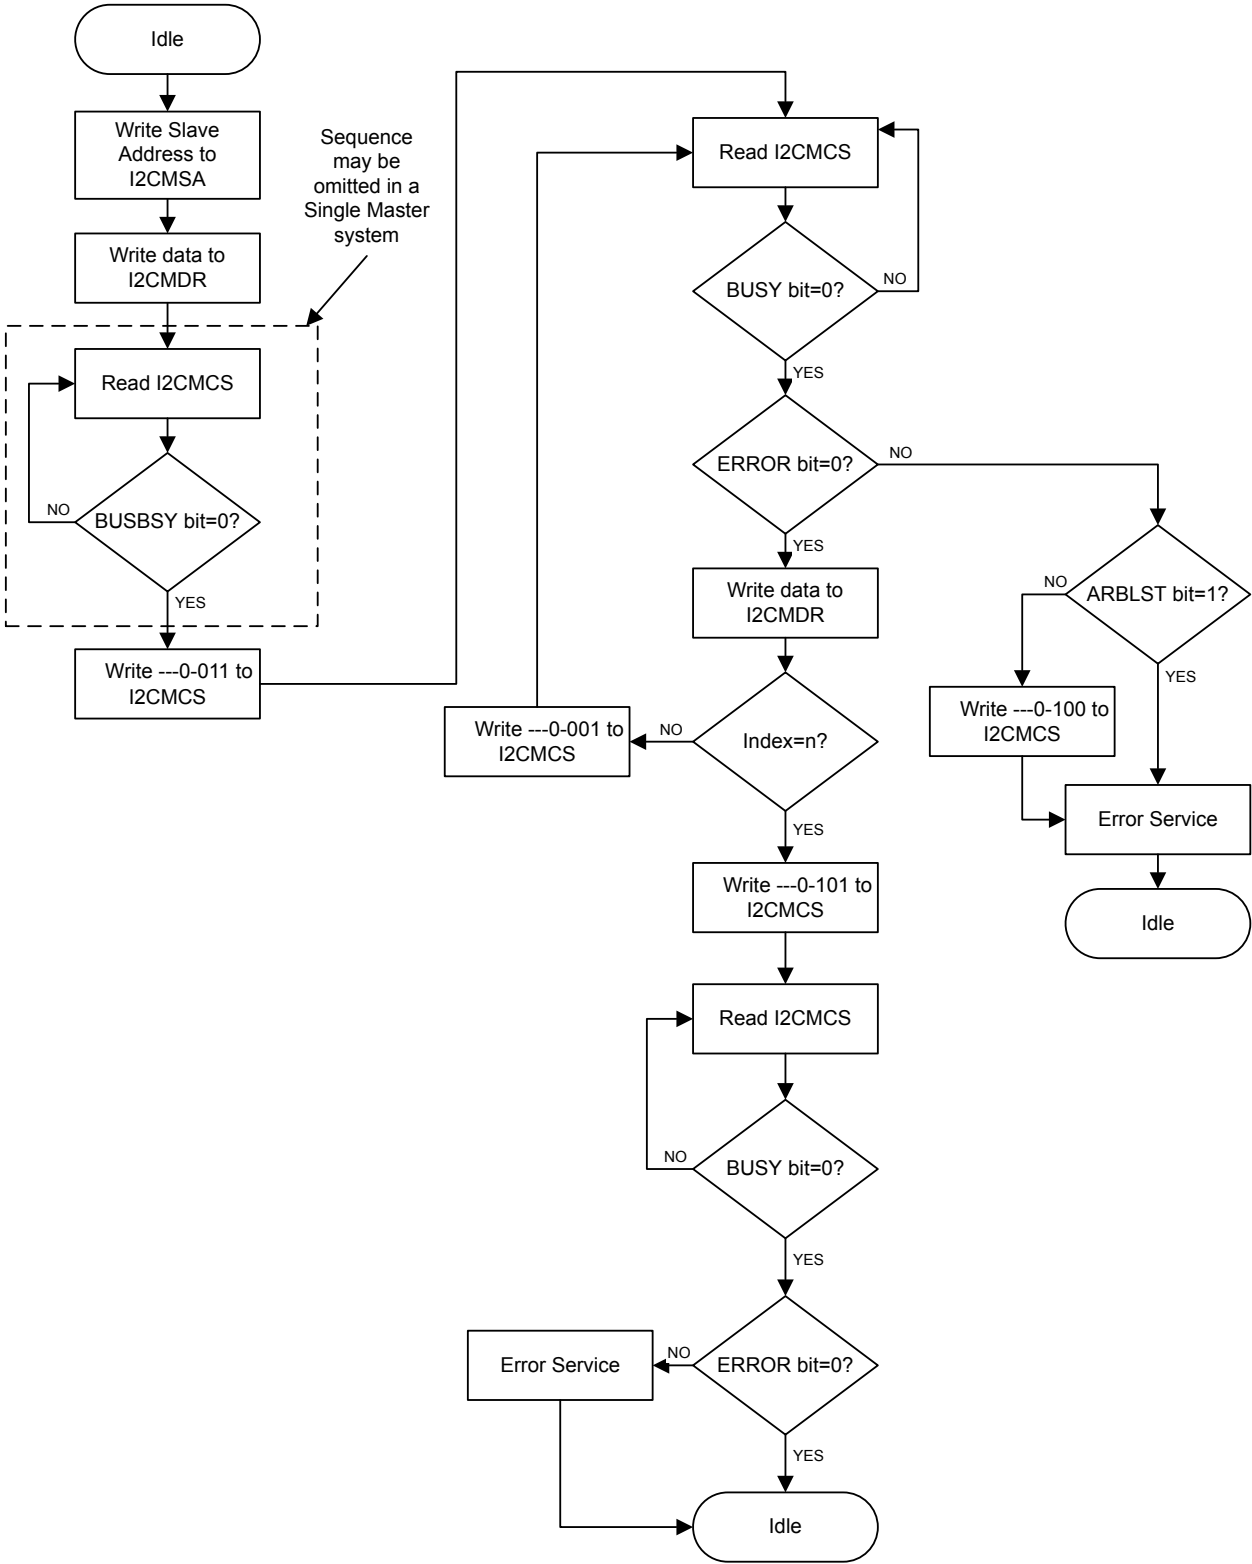 Idle
Write Slave
Address to
I2CMSA
Write data to
I2CMDR
Sequence
may be
omitted in a
Single Master
system
Read I2CMCS
BUSBSY bit=0?
NO
YES
Write ---0-011 to
I2CMCS
Read I2CMCS
BUSY bit=0?
NO
YES
ERROR bit=0?
NO
YES
Write data to
I2CMDR
Index=n?
NO
Write ---0-001 to
I2CMCS
YES
ARBLST bit=1?
NO
YES
Write ---0-100 to
I2CMCS
Error Service
Idle
Write ---0-101 to
I2CMCS
Read I2CMCS
BUSY bit=0?
NO
YES
ERROR bit=0?
NO
Error Service
YES
Idle